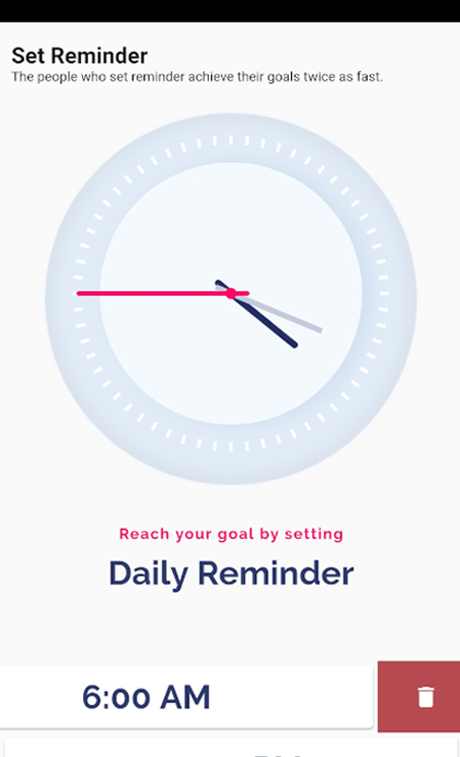 Set Reminder
The people who set reminder achieve their goals twice as fast.
Reach your goal by setting
Daily Reminder
6:00 AM